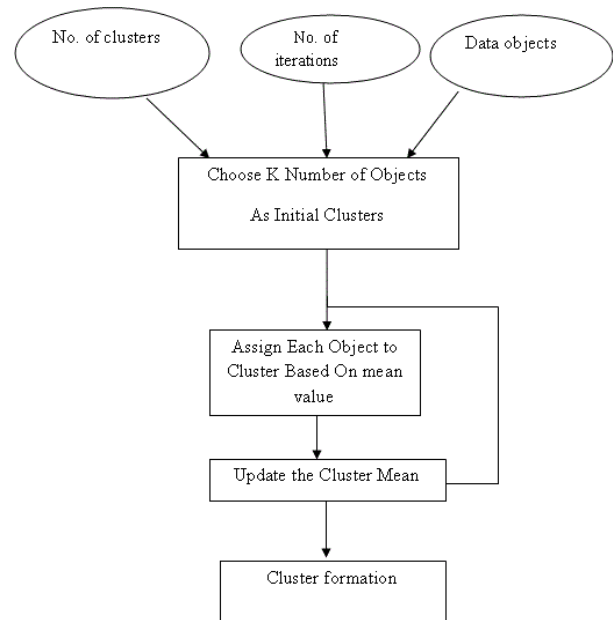 No. of clusters
No. of
iterations
Data objects
Choose K Number of Objects
As Initial Clusters
Assign Each Object to
Cluster Based On mean
value
Update the Cluster Mean
Cluster formation